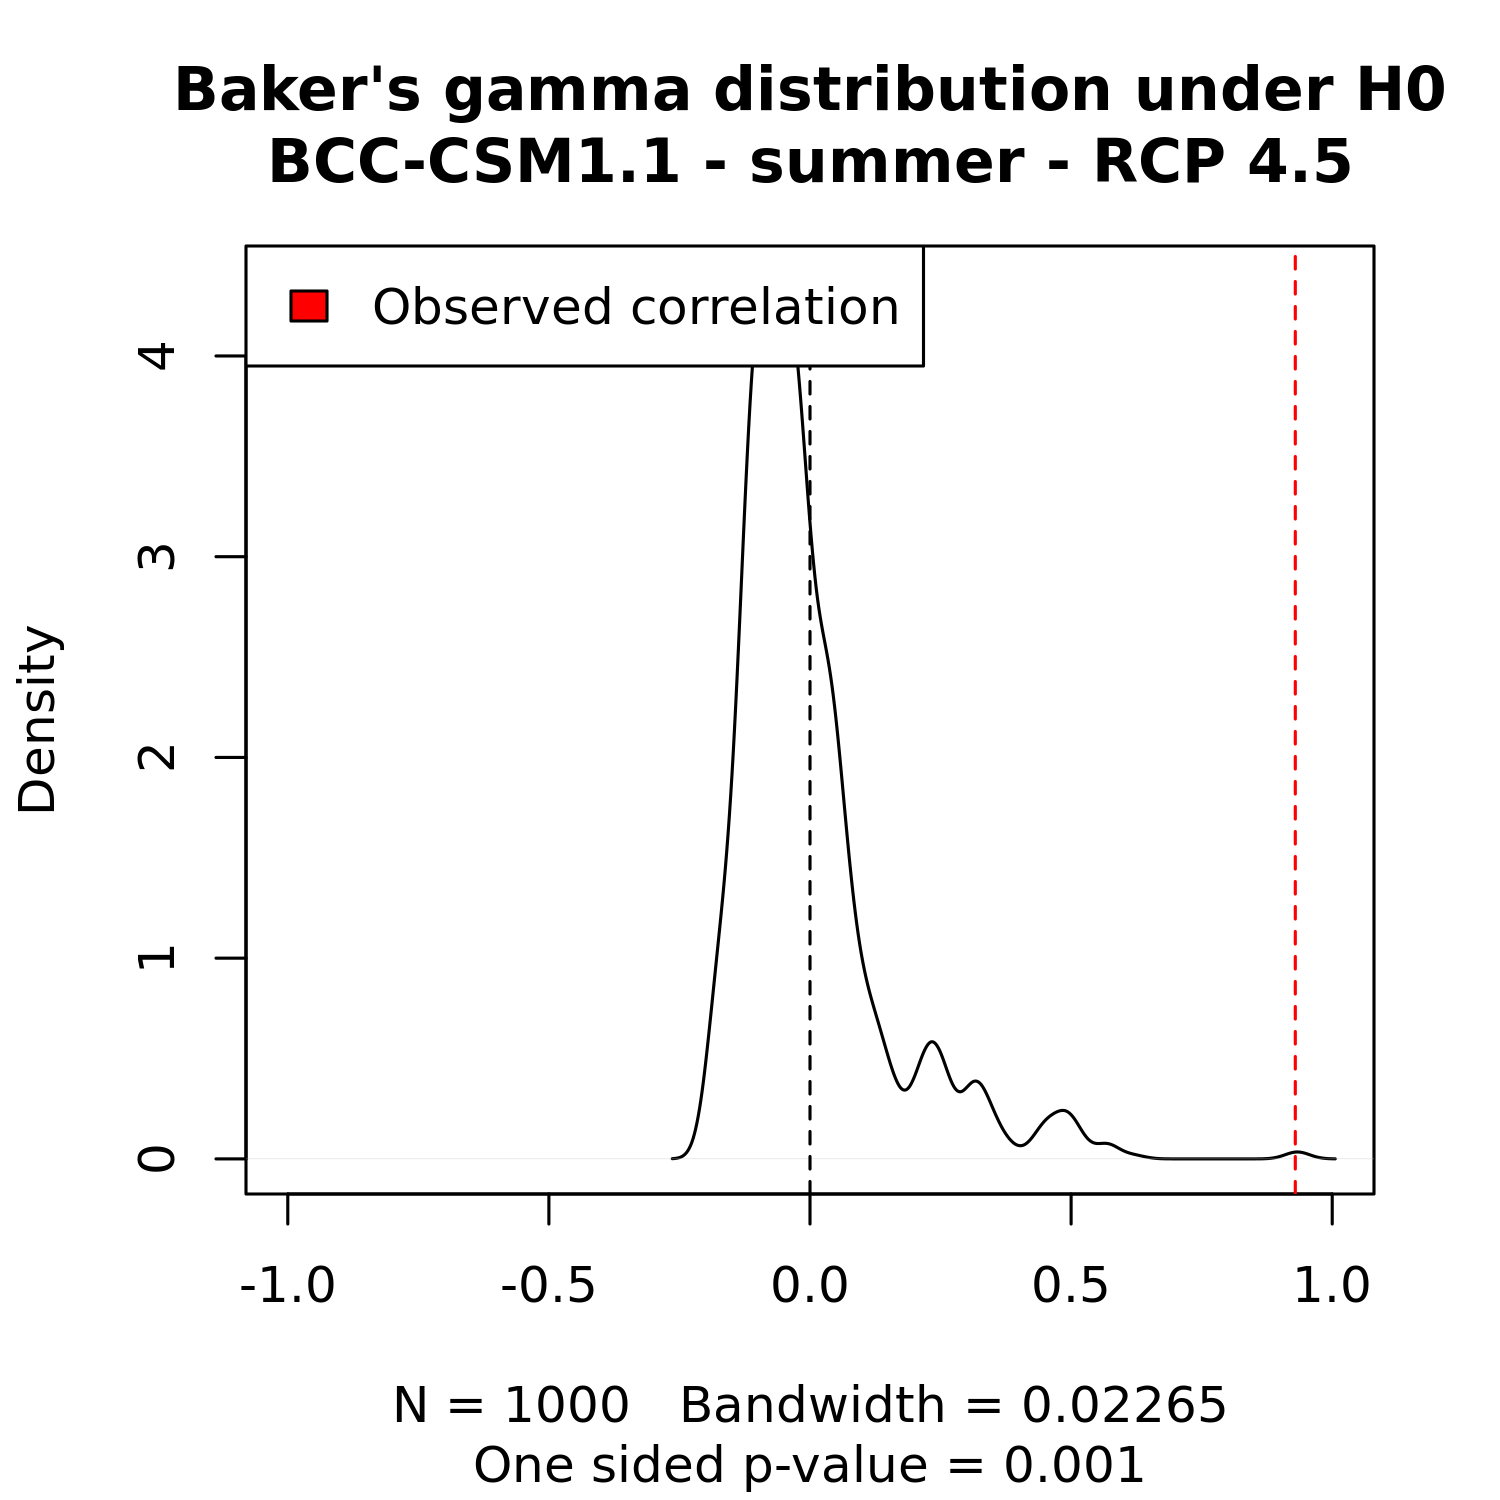 Baker's gamma distribution under H0
BCC-CSM1.1 - summer - RCP 4.5
Observed correlation
Density
4
3
2
1
0
-1.0 -0.5 0.0 0.5 1.0
N = 1000 Bandwidth = 0.02265
One sided p-value = 0.001